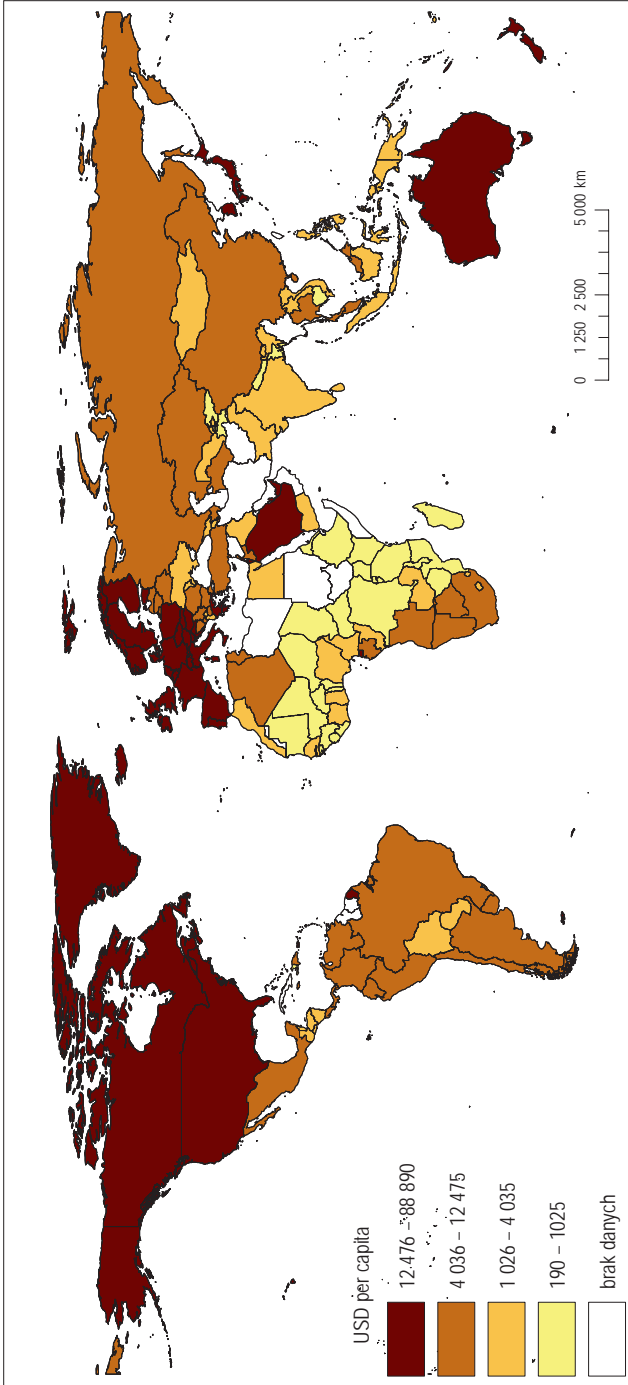 USD per capita
12 476 – 88 890
4 036 – 12 475
1 026 – 4 035
190 – 1025
brak danych
0 1 250 2 500 5 000 km